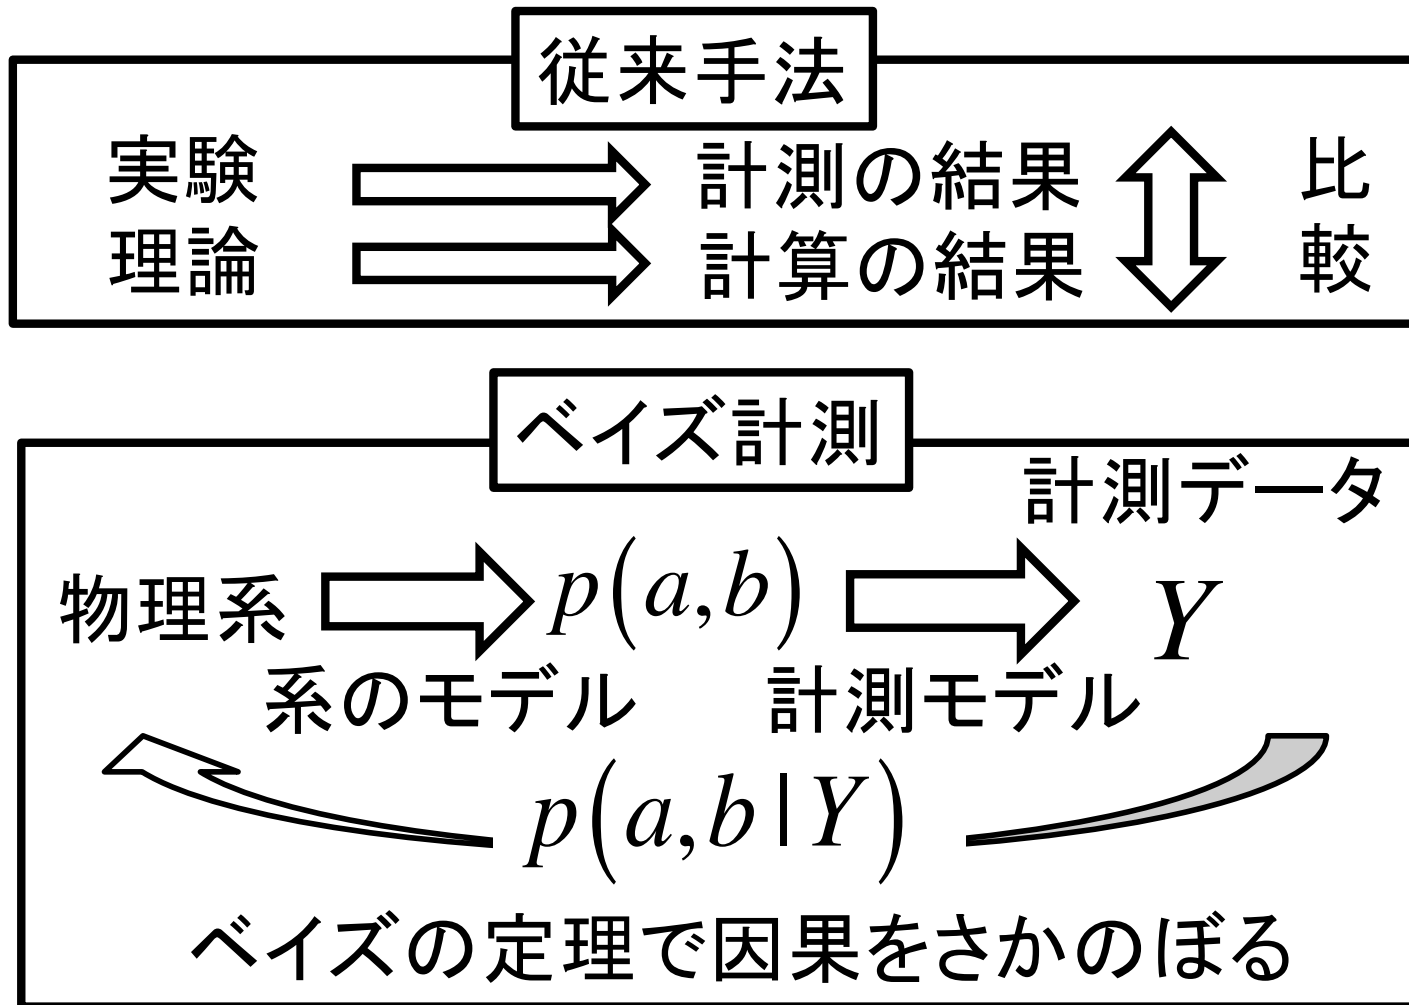 従来手法
実験 計測の結果 比
理論 計算の結果 較
ベイズ計測
計測データ
物理系 p(a,b) Y
系のモデル 計測モデル
p(a,b|Y)
ベイズの定理で因果をさかのぼる